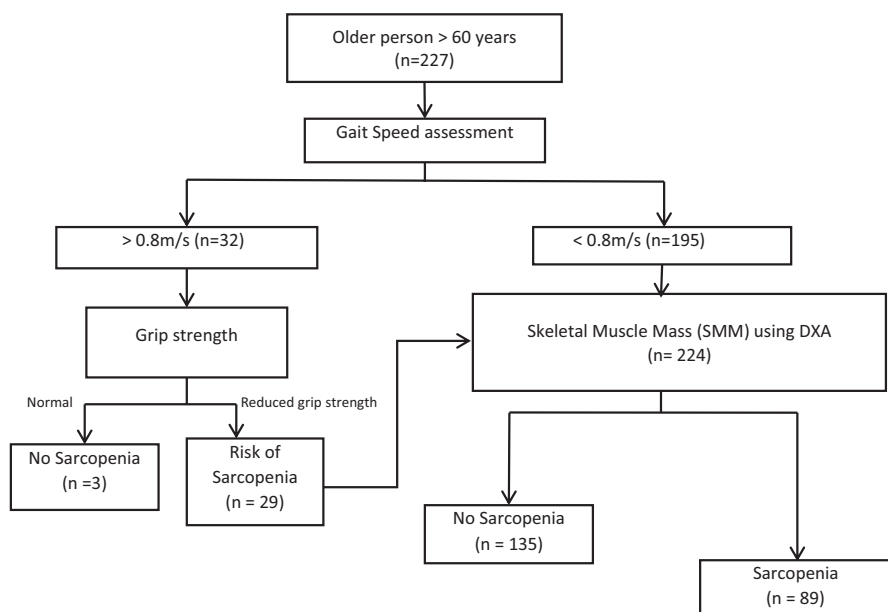 Older person > 60 years
(n=227)
Gait Speed assessment
> 0.8m/s (n=32)
< 0.8m/s (n=195)
Grip strength
Skeletal Muscle Mass (SMM) using DXA
(n= 224)
Normal
Reduced grip strength
No Sarcopenia
(n =3)
Risk of
Sarcopenia
(n = 29)
No Sarcopenia
(n = 135)
Sarcopenia
(n = 89)